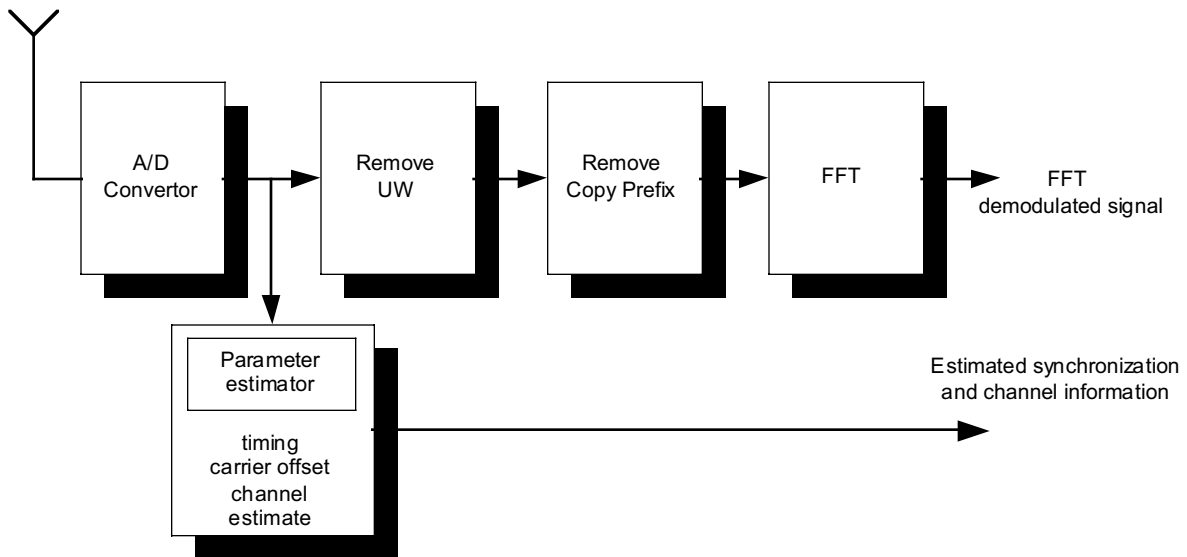 A/D
Convertor
Remove
UW
Remove
Copy Prefix
FFT
FFT
demodulated signal
Parameter
estimator
timing
carrier offset
channel
estimate
Estimated synchronization
and channel information